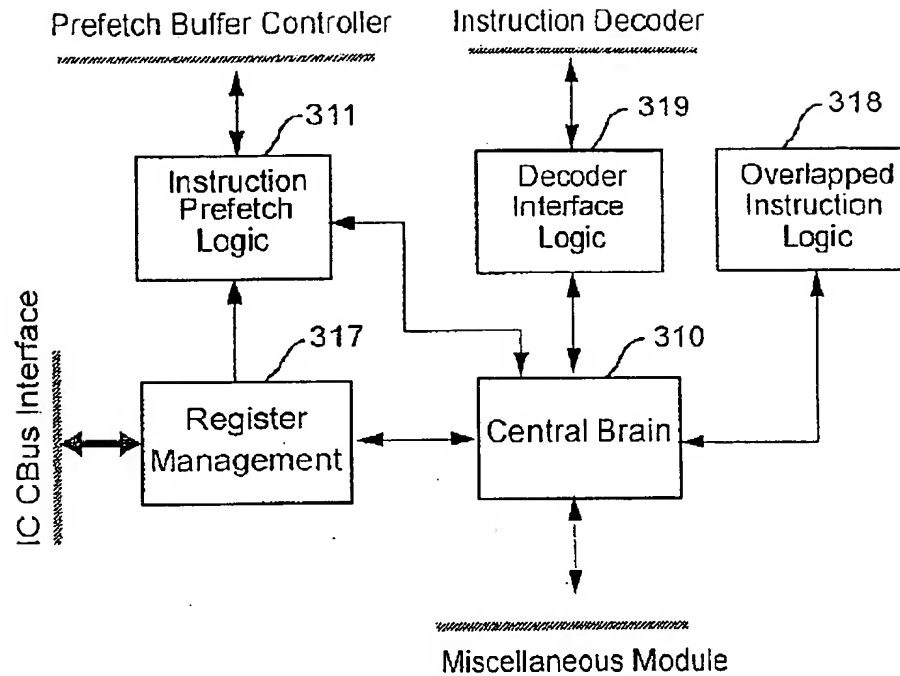 Prefetch Buffer Controller
Instruction Decoder
311
319
318
Instruction
Prefetch
Logic
Decoder
Interface
Logic
Overlapped
Instruction
Logic
IC CBus Interface
317
310
Register
Management
Central Brain
Miscellaneous Module